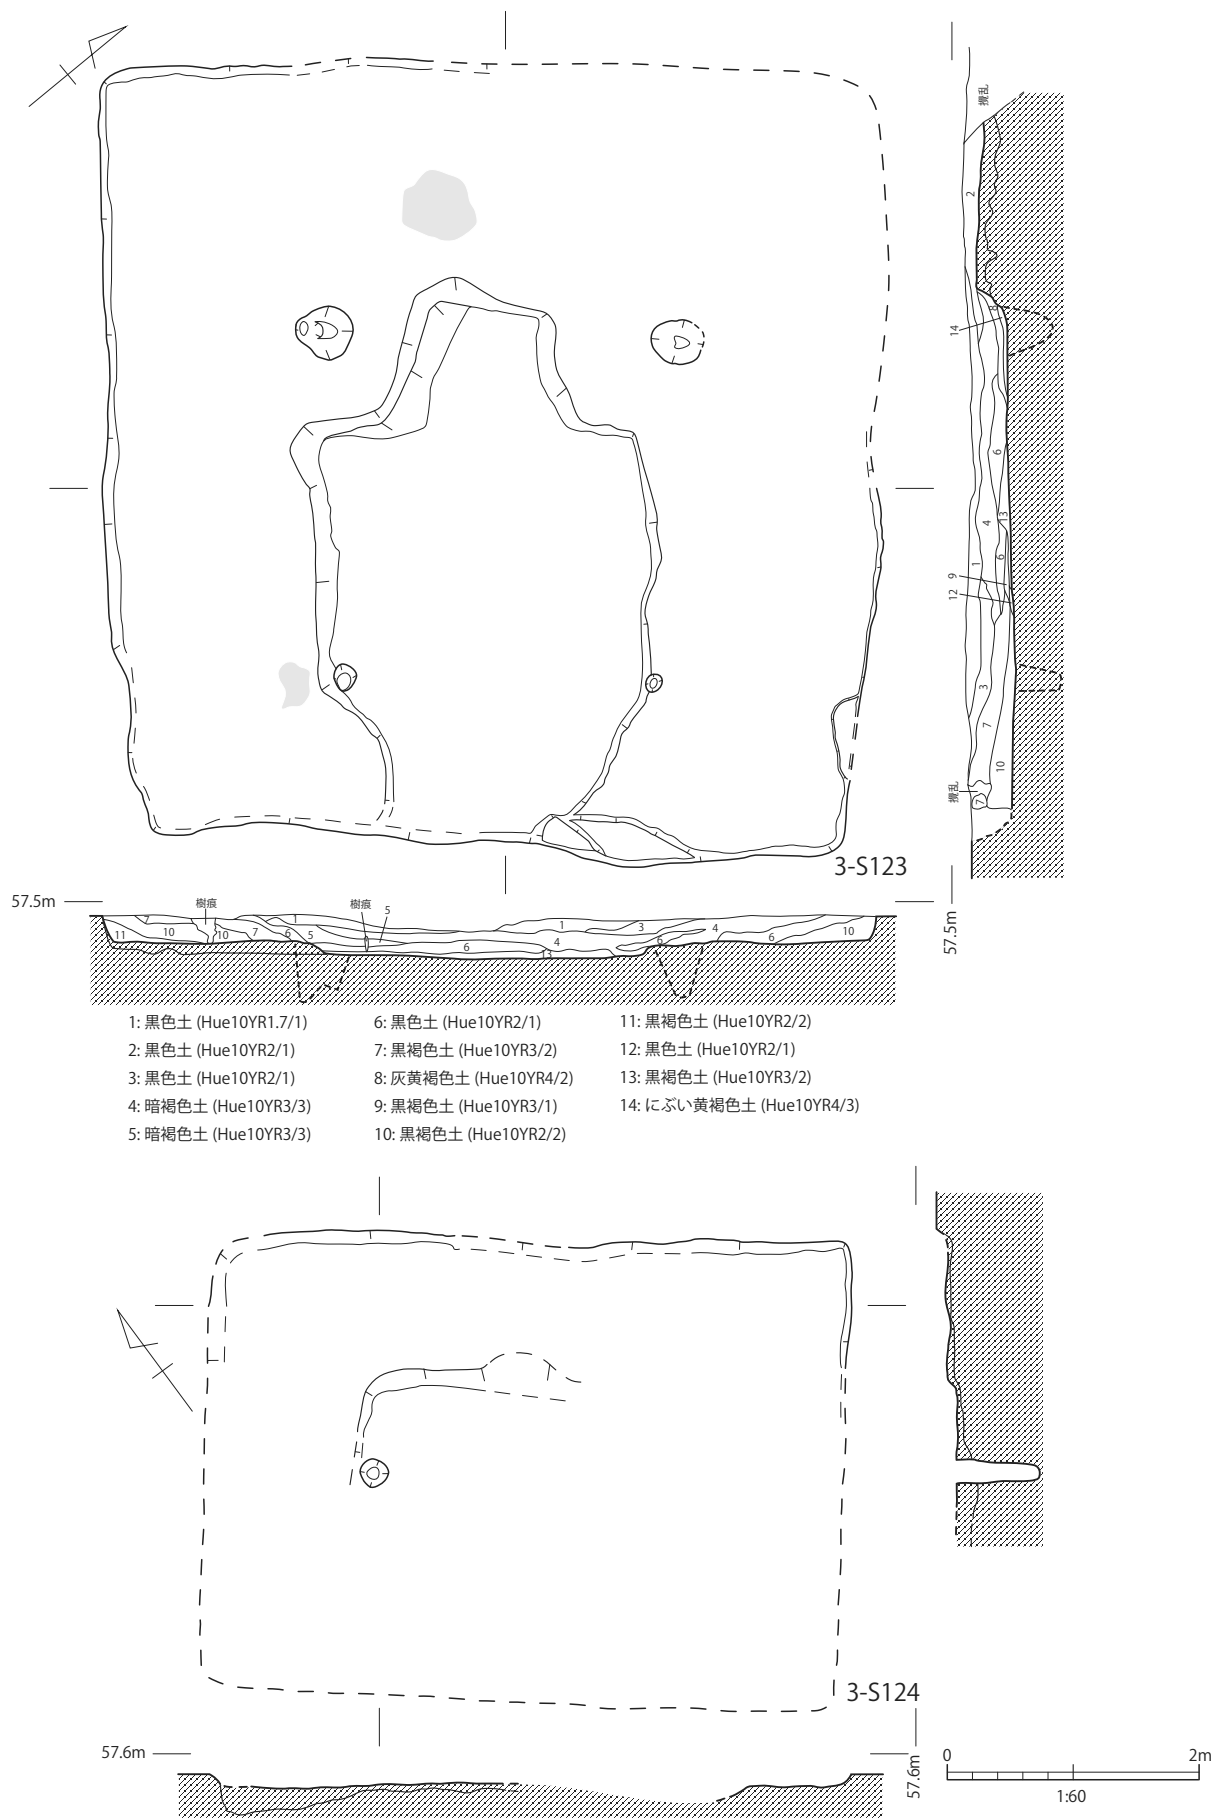 攪乱
2
8
14
6
4
13
1
6
9
12
3
7
10
攪乱
7
3-S123
57.5m
57.5m
樹痕
樹痕
5
7
1
11
10
10
7
6
5
6
4
13
1
3
6
4
6
10
1: 黒色土 (Hue10YR1.7/1)
2: 黒色土 (Hue10YR2/1)
3: 黒色土 (Hue10YR2/1)
4: 暗褐色土 (Hue10YR3/3)
5: 暗褐色土 (Hue10YR3/3)
6: 黒色土 (Hue10YR2/1)
7: 黒褐色土 (Hue10YR3/2)
8: 灰黄褐色土 (Hue10YR4/2)
9: 黒褐色土 (Hue10YR3/1)
10: 黒褐色土 (Hue10YR2/2)
11: 黒褐色土 (Hue10YR2/2)
12: 黒色土 (Hue10YR2/1)
13: 黒褐色土 (Hue10YR3/2)
14: にぶい黄褐色土 (Hue10YR4/3)
3-S124
57.6m
57.6m
0 2m
1:60